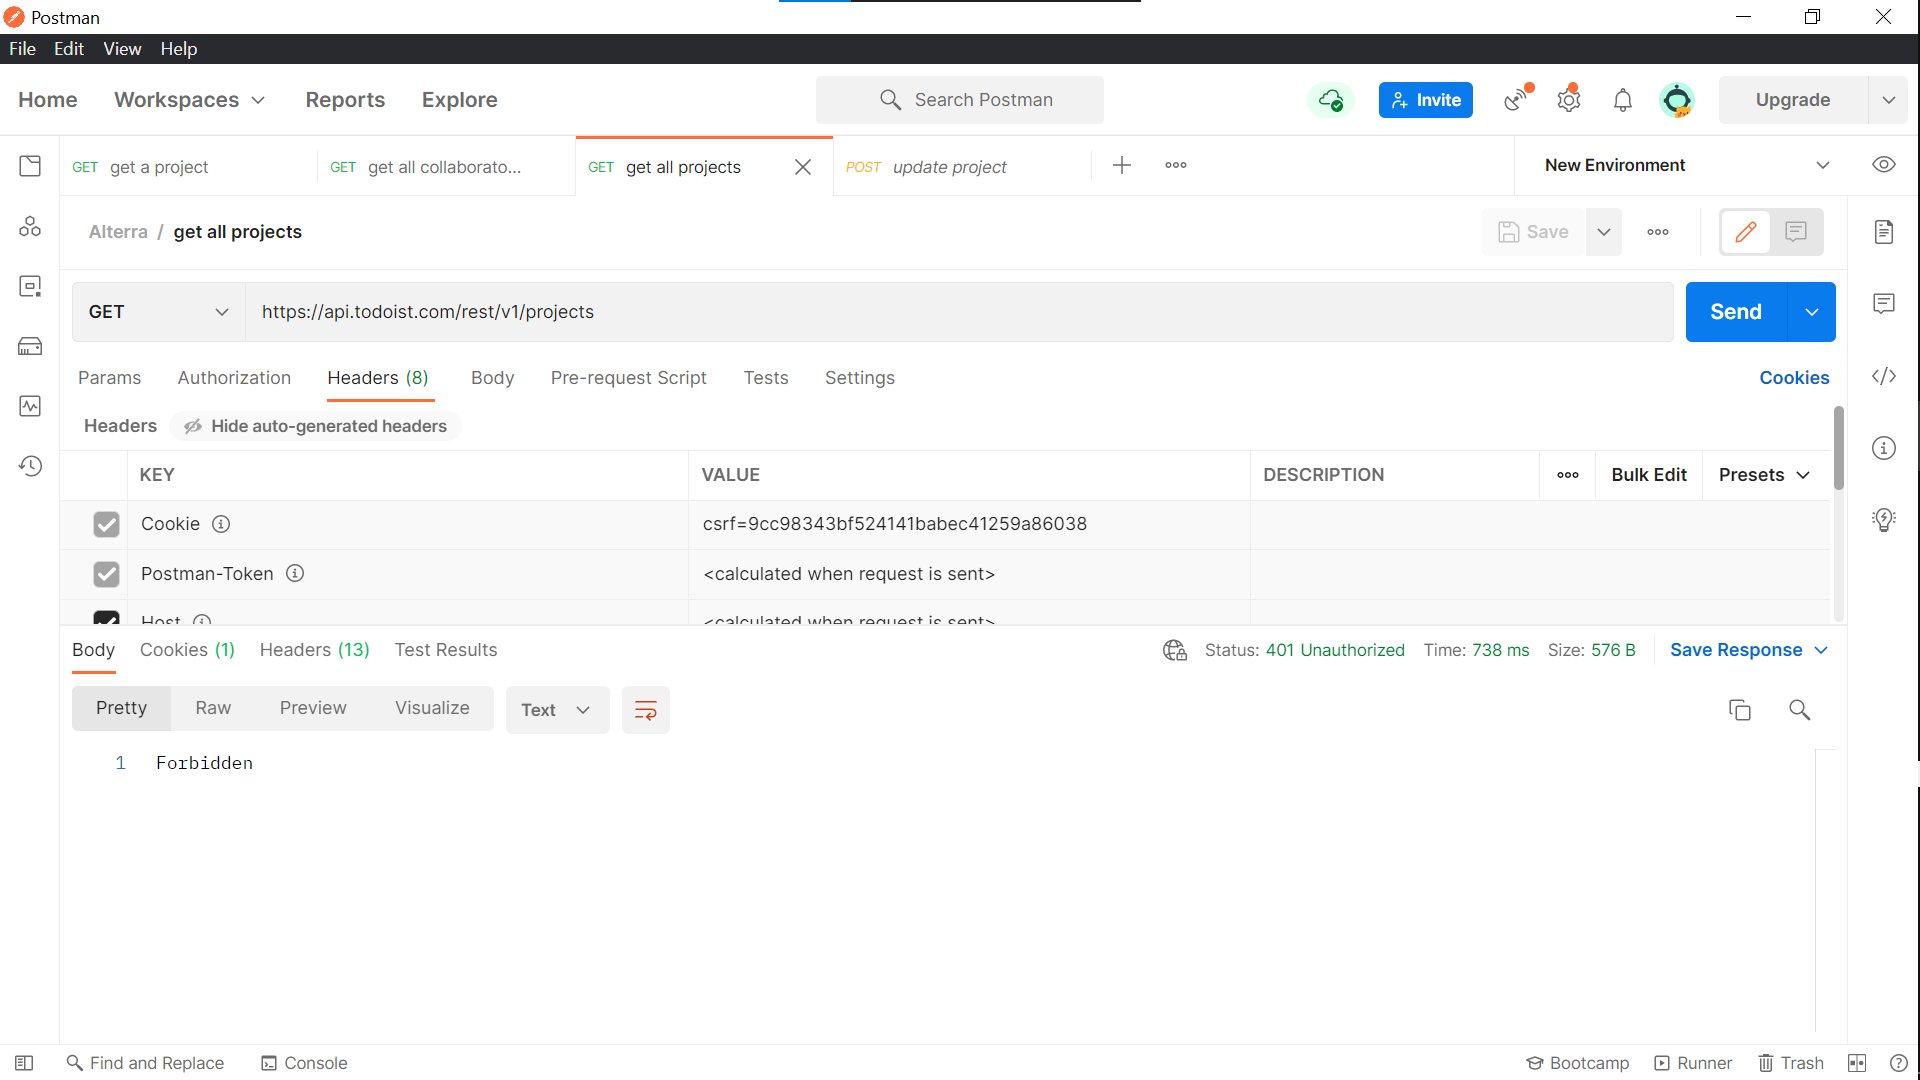 Postman
File Edit View Help
Home Workspaces Reports Explore Search Postman Invite Upgrade
GET get a project GET get all collaborato... GET get all projects POST update project New Environment
Alterra / get all projects Save
GET https://api.todoist.com/rest/v1/projects Send
Params Authorization Headers (8) Body Pre-request Script Tests Settings Cookies
Headers Hide auto-generated headers
KEY VALUE DESCRIPTION Bulk Edit Presets
Cookie csrf=9cc98343bf524141babec41259a86038
Postman-Token <calculated when request is sent>
Host <calculated when request is sent>
Body Cookies (1) Headers (13) Test Results Status: 401 Unauthorized Time: 738 ms Size: 576 B Save Response
Pretty Raw Preview Visualize Text
1 Forbidden
Find and Replace Console Bootcamp Runner Trash